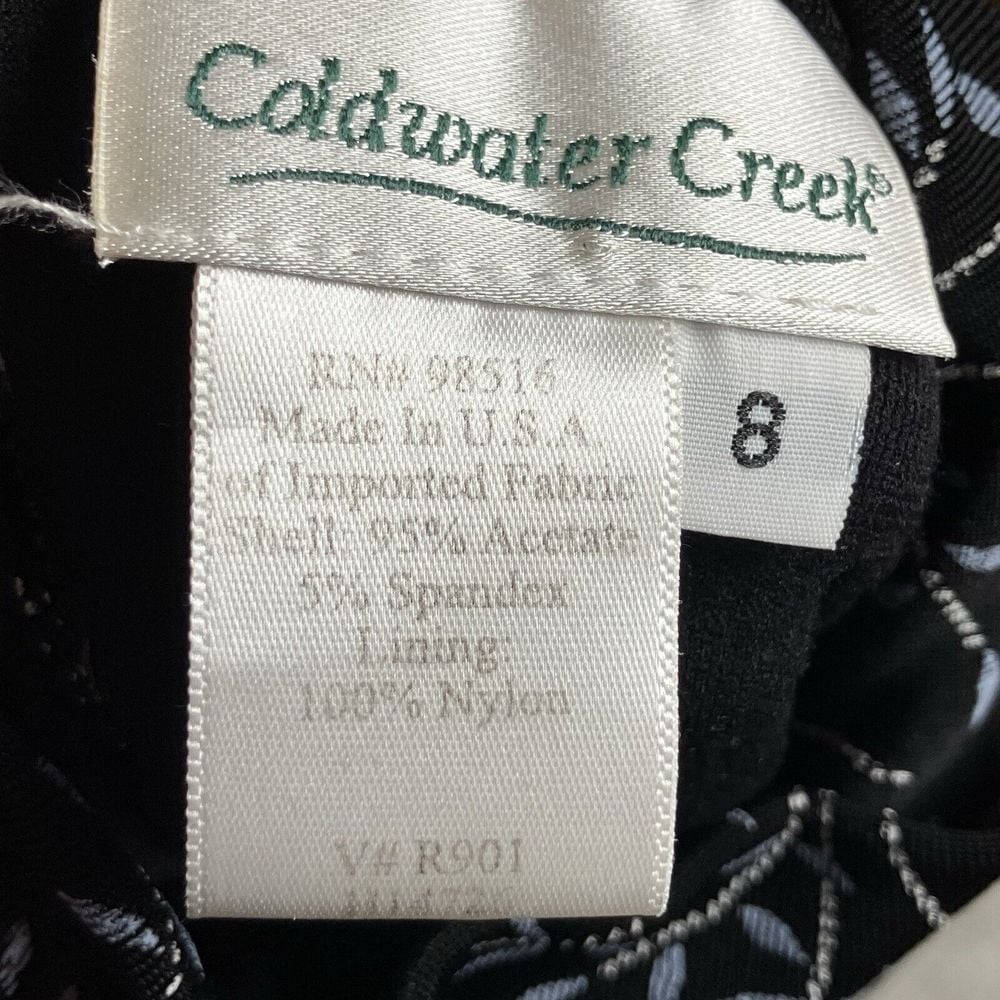 Coldwater Creek®
RN# 98516
Made In U.S.A
of Imported Fabric
Shell: 95% Acetate
5% Spandex
Lining:
100% Nylon
V# R901
8